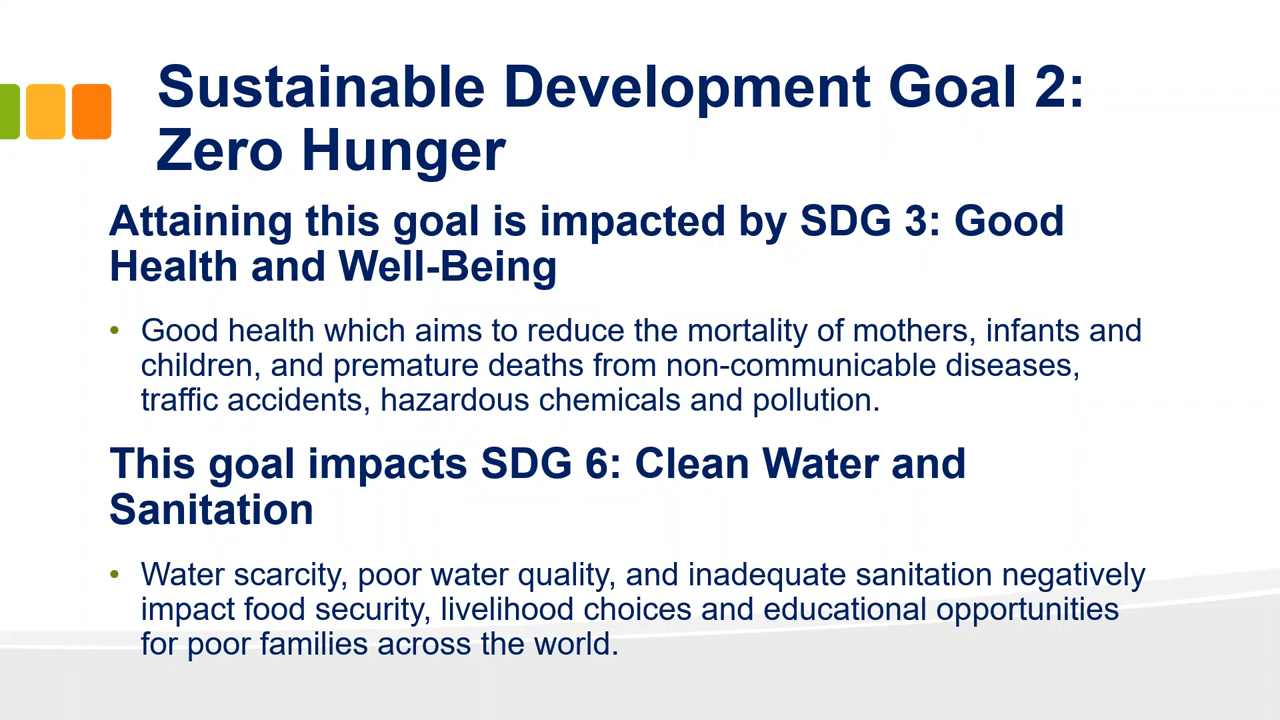 Sustainable Development Goal 2:
Zero Hunger
Attaining this goal is impacted by SDG 3: Good
Health and Well-Being
• Good health which aims to reduce the mortality of mothers, infants and
children, and premature deaths from non-communicable diseases,
traffic accidents, hazardous chemicals and pollution.
This goal impacts SDG 6: Clean Water and
Sanitation
• Water scarcity, poor water quality, and inadequate sanitation negatively
impact food security, livelihood choices and educational opportunities
for poor families across the world.